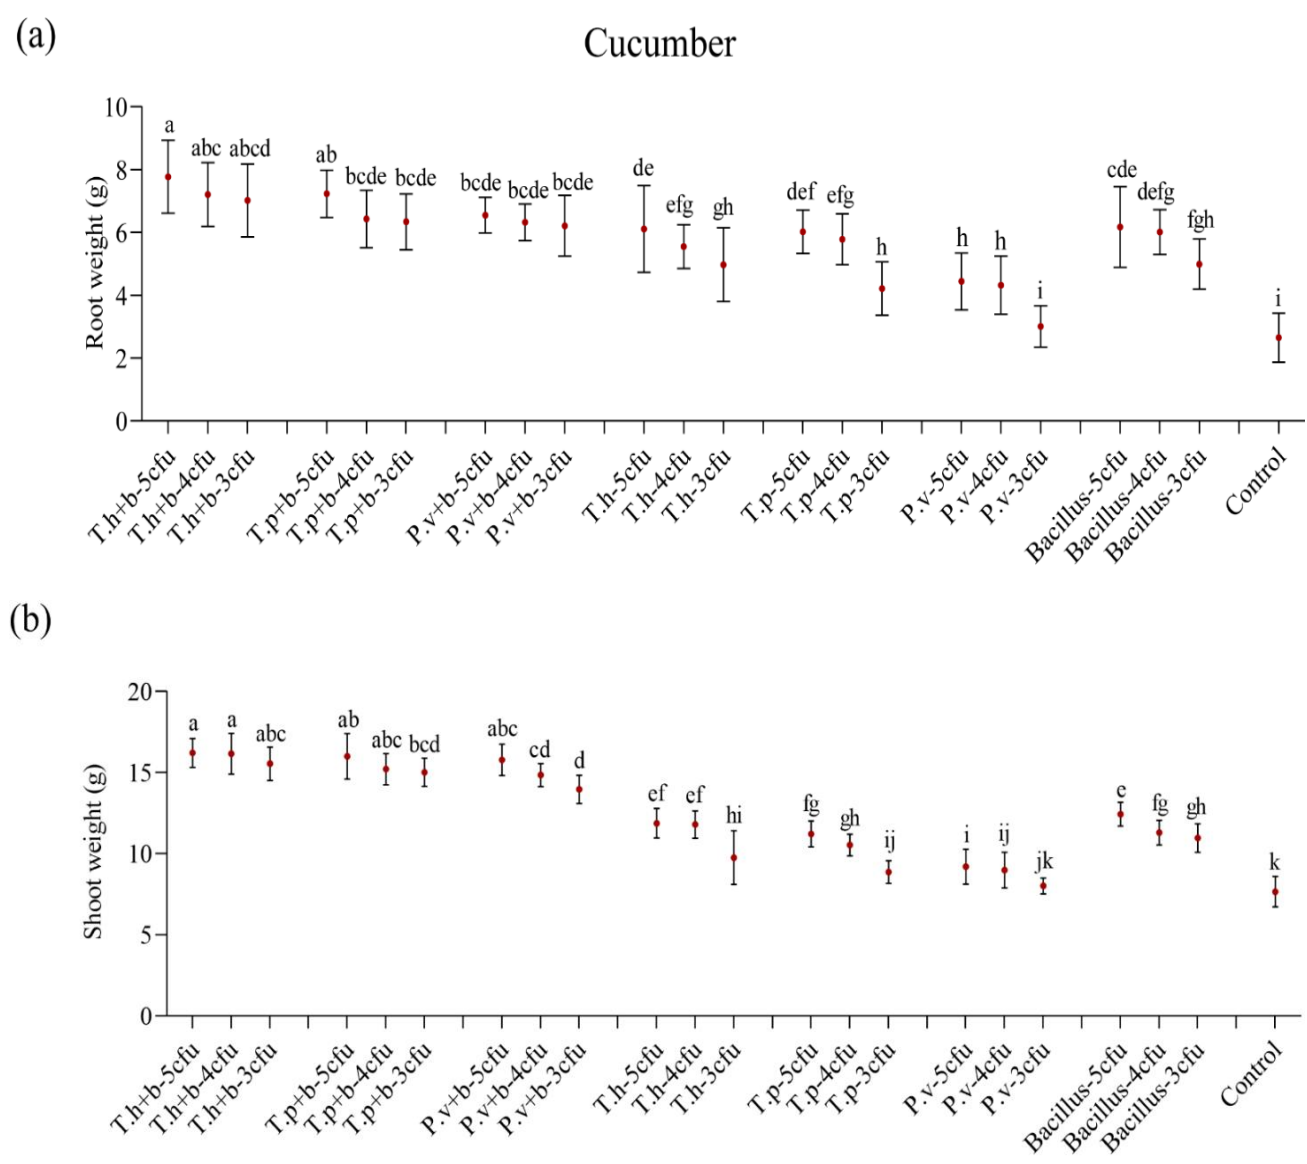 (a)
Cucumber
Root weight (g)
10
8
6
4
2
0
a
abc
abcd
ab
bcde
bcde
bcde
bcde
bcde
de
efg
gh
def
efg
h
h
h
i
cde
defg
fgh
i
T.h+b-5cfu
T.h+b-4cfu
T.h+b-3cfu
T.p+b-5cfu
T.p+b-4cfu
T.p+b-3cfu
P.v+b-5cfu
P.v+b-4cfu
P.v+b-3cfu
T.h-5cfu
T.h-4cfu
T.h-3cfu
T.p-5cfu
T.p-4cfu
T.p-3cfu
P.v-5cfu
P.v-4cfu
P.v-3cfu
Bacillus-5cfu
Bacillus-4cfu
Bacillus-3cfu
Control
(b)
Shoot weight (g)
20
15
10
5
0
a
a
abc
ab
abc
bcd
abc
cd
d
ef
ef
hi
fg
gh
ij
i
ij
jk
e
fg
gh
k
T.h+b-5cfu
T.h+b-4cfu
T.h+b-3cfu
T.p+b-5cfu
T.p+b-4cfu
T.p+b-3cfu
P.v+b-5cfu
P.v+b-4cfu
P.v+b-3cfu
T.h-5cfu
T.h-4cfu
T.h-3cfu
T.p-5cfu
T.p-4cfu
T.p-3cfu
P.v-5cfu
P.v-4cfu
P.v-3cfu
Bacillus-5cfu
Bacillus-4cfu
Bacillus-3cfu
Control